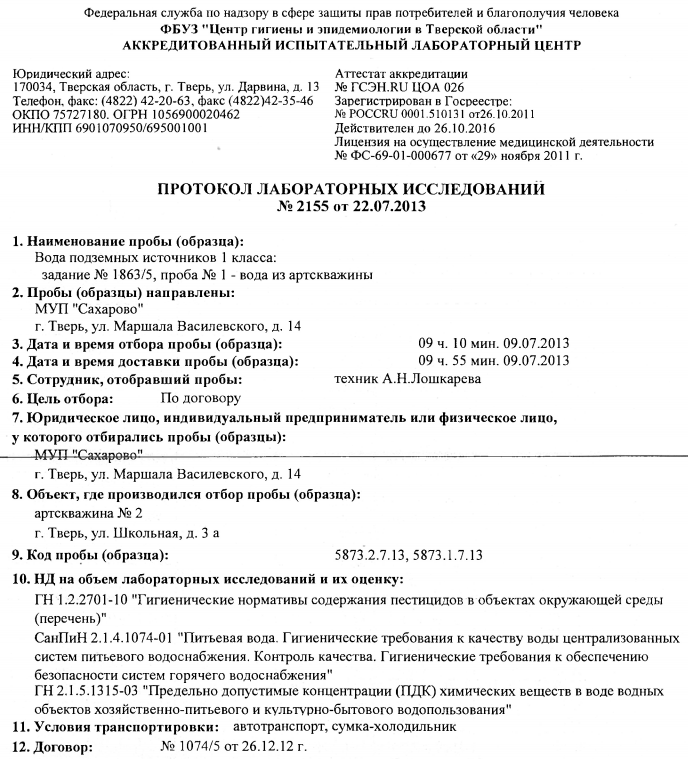 Федеральная служба по надзору в сфере защиты прав потребителей и благополучия человека
ФБУЗ "Центр гигиены и эпидемиологии в Тверской области"
АККРЕДИТОВАННЫЙ ИСПЫТАТЕЛЬНЫЙ ЛАБОРАТОРНЫЙ ЦЕНТР
Юридический адрес:
170034, Тверская область, г. Тверь, ул. Дарвина, д. 13
Телефон, факс: (4822) 42-20-63, факс (4822)42-35-46
ОКПО 75727180. ОГРН 1056900020462
ИНН/КПП 6901070950/695001001
Аттестат аккредитации
№ ГСЭН.RU ЦОА 026
Зарегистрирован в Госреестре:
№ РОССRU 0001.510131 от26.10.2011
Действителен до 26.10.2016
Лицензия на осуществление медицинской деятельности
№ ФС-69-01-000677 от «29» ноября 2011 г.
ПРОТОКОЛ ЛАБОРАТОРНЫХ ИССЛЕДОВАНИЙ
№ 2155 от 22.07.2013
1. Наименование пробы (образца):
Вода подземных источников 1 класса:
задание № 1863/5, проба № 1 - вода из артскважины
2. Пробы (образцы) направлены:
МУП "Сахарово"
г. Тверь, ул. Маршала Василевского, д. 14
3. Дата и время отбора пробы (образца): 09 ч. 10 мин. 09.07.2013
4. Дата и время доставки пробы (образца): 09 ч. 55 мин. 09.07.2013
5. Сотрудник, отобравший пробы: техник А.Н.Лошкарева
6. Цель отбора: По договору
7. Юридическое лицо, индивидуальный предприниматель или физическое лицо,
у которого отбирались пробы (образцы):
МУП "Сахарово"
г. Тверь, ул. Маршала Василевского, д. 14
8. Объект, где производился отбор пробы (образца):
артскважина № 2
г. Тверь, ул. Школьная, д. 3 а
9. Код пробы (образца): 5873.2.7.13, 5873.1.7.13
10. НД на объем лабораторных исследований и их оценку:
ГН 1.2.2701-10 "Гигиенические нормативы содержания пестицидов в объектах окружающей среды
(перечень)"
СанПиН 2.1.4.1074-01 "Питьевая вода. Гигиенические требования к качеству воды централизованных
систем питьевого водоснабжения. Контроль качества. Гигиенические требования к обеспечению
безопасности систем горячего водоснабжения"
ГН 2.1.5.1315-03 "Предельно допустимые концентрации (ПДК) химических веществ в воде водных
объектов хозяйственно-питьевого и культурно-бытового водопользования"
11. Условия транспортировки: автотранспорт, сумка-холодильник
12. Договор: № 1074/5 от 26.12.12 г.